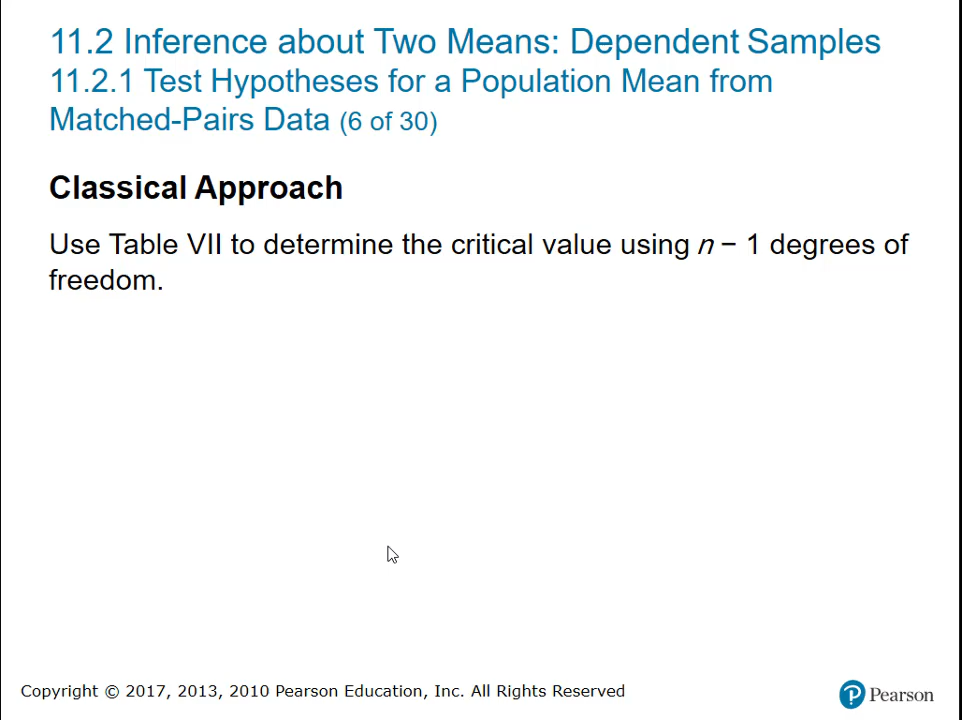 11.2 Inference about Two Means: Dependent Samples
11.2.1 Test Hypotheses for a Population Mean from
Matched-Pairs Data (6 of 30)
Classical Approach
Use Table VII to determine the critical value using n − 1 degrees of
freedom.
Copyright © 2017, 2013, 2010 Pearson Education, Inc. All Rights Reserved
Pearson